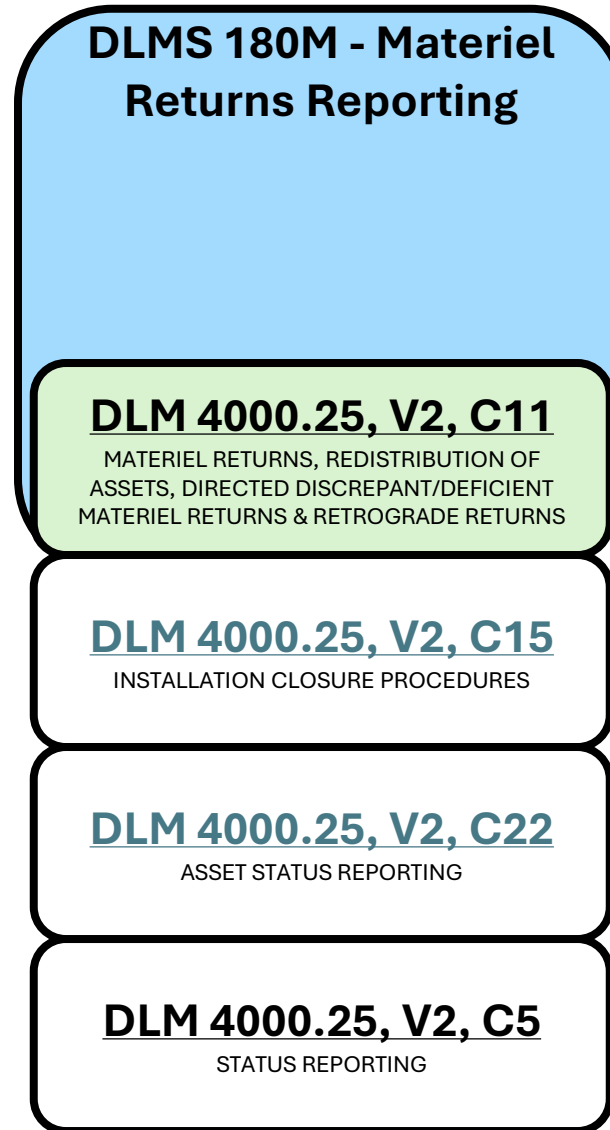 DLMS 180M - Materiel
Returns Reporting
DLM 4000.25, V2, C11
MATERIEL RETURNS, REDISTRIBUTION OF
ASSETS, DIRECTED DISCREPANT/DEFICIENT
MATERIEL RETURNS & RETROGRADE RETURNS
DLM 4000.25, V2, C15
INSTALLATION CLOSURE PROCEDURES
DLM 4000.25, V2, C22
ASSET STATUS REPORTING
DLM 4000.25, V2, C5
STATUS REPORTING